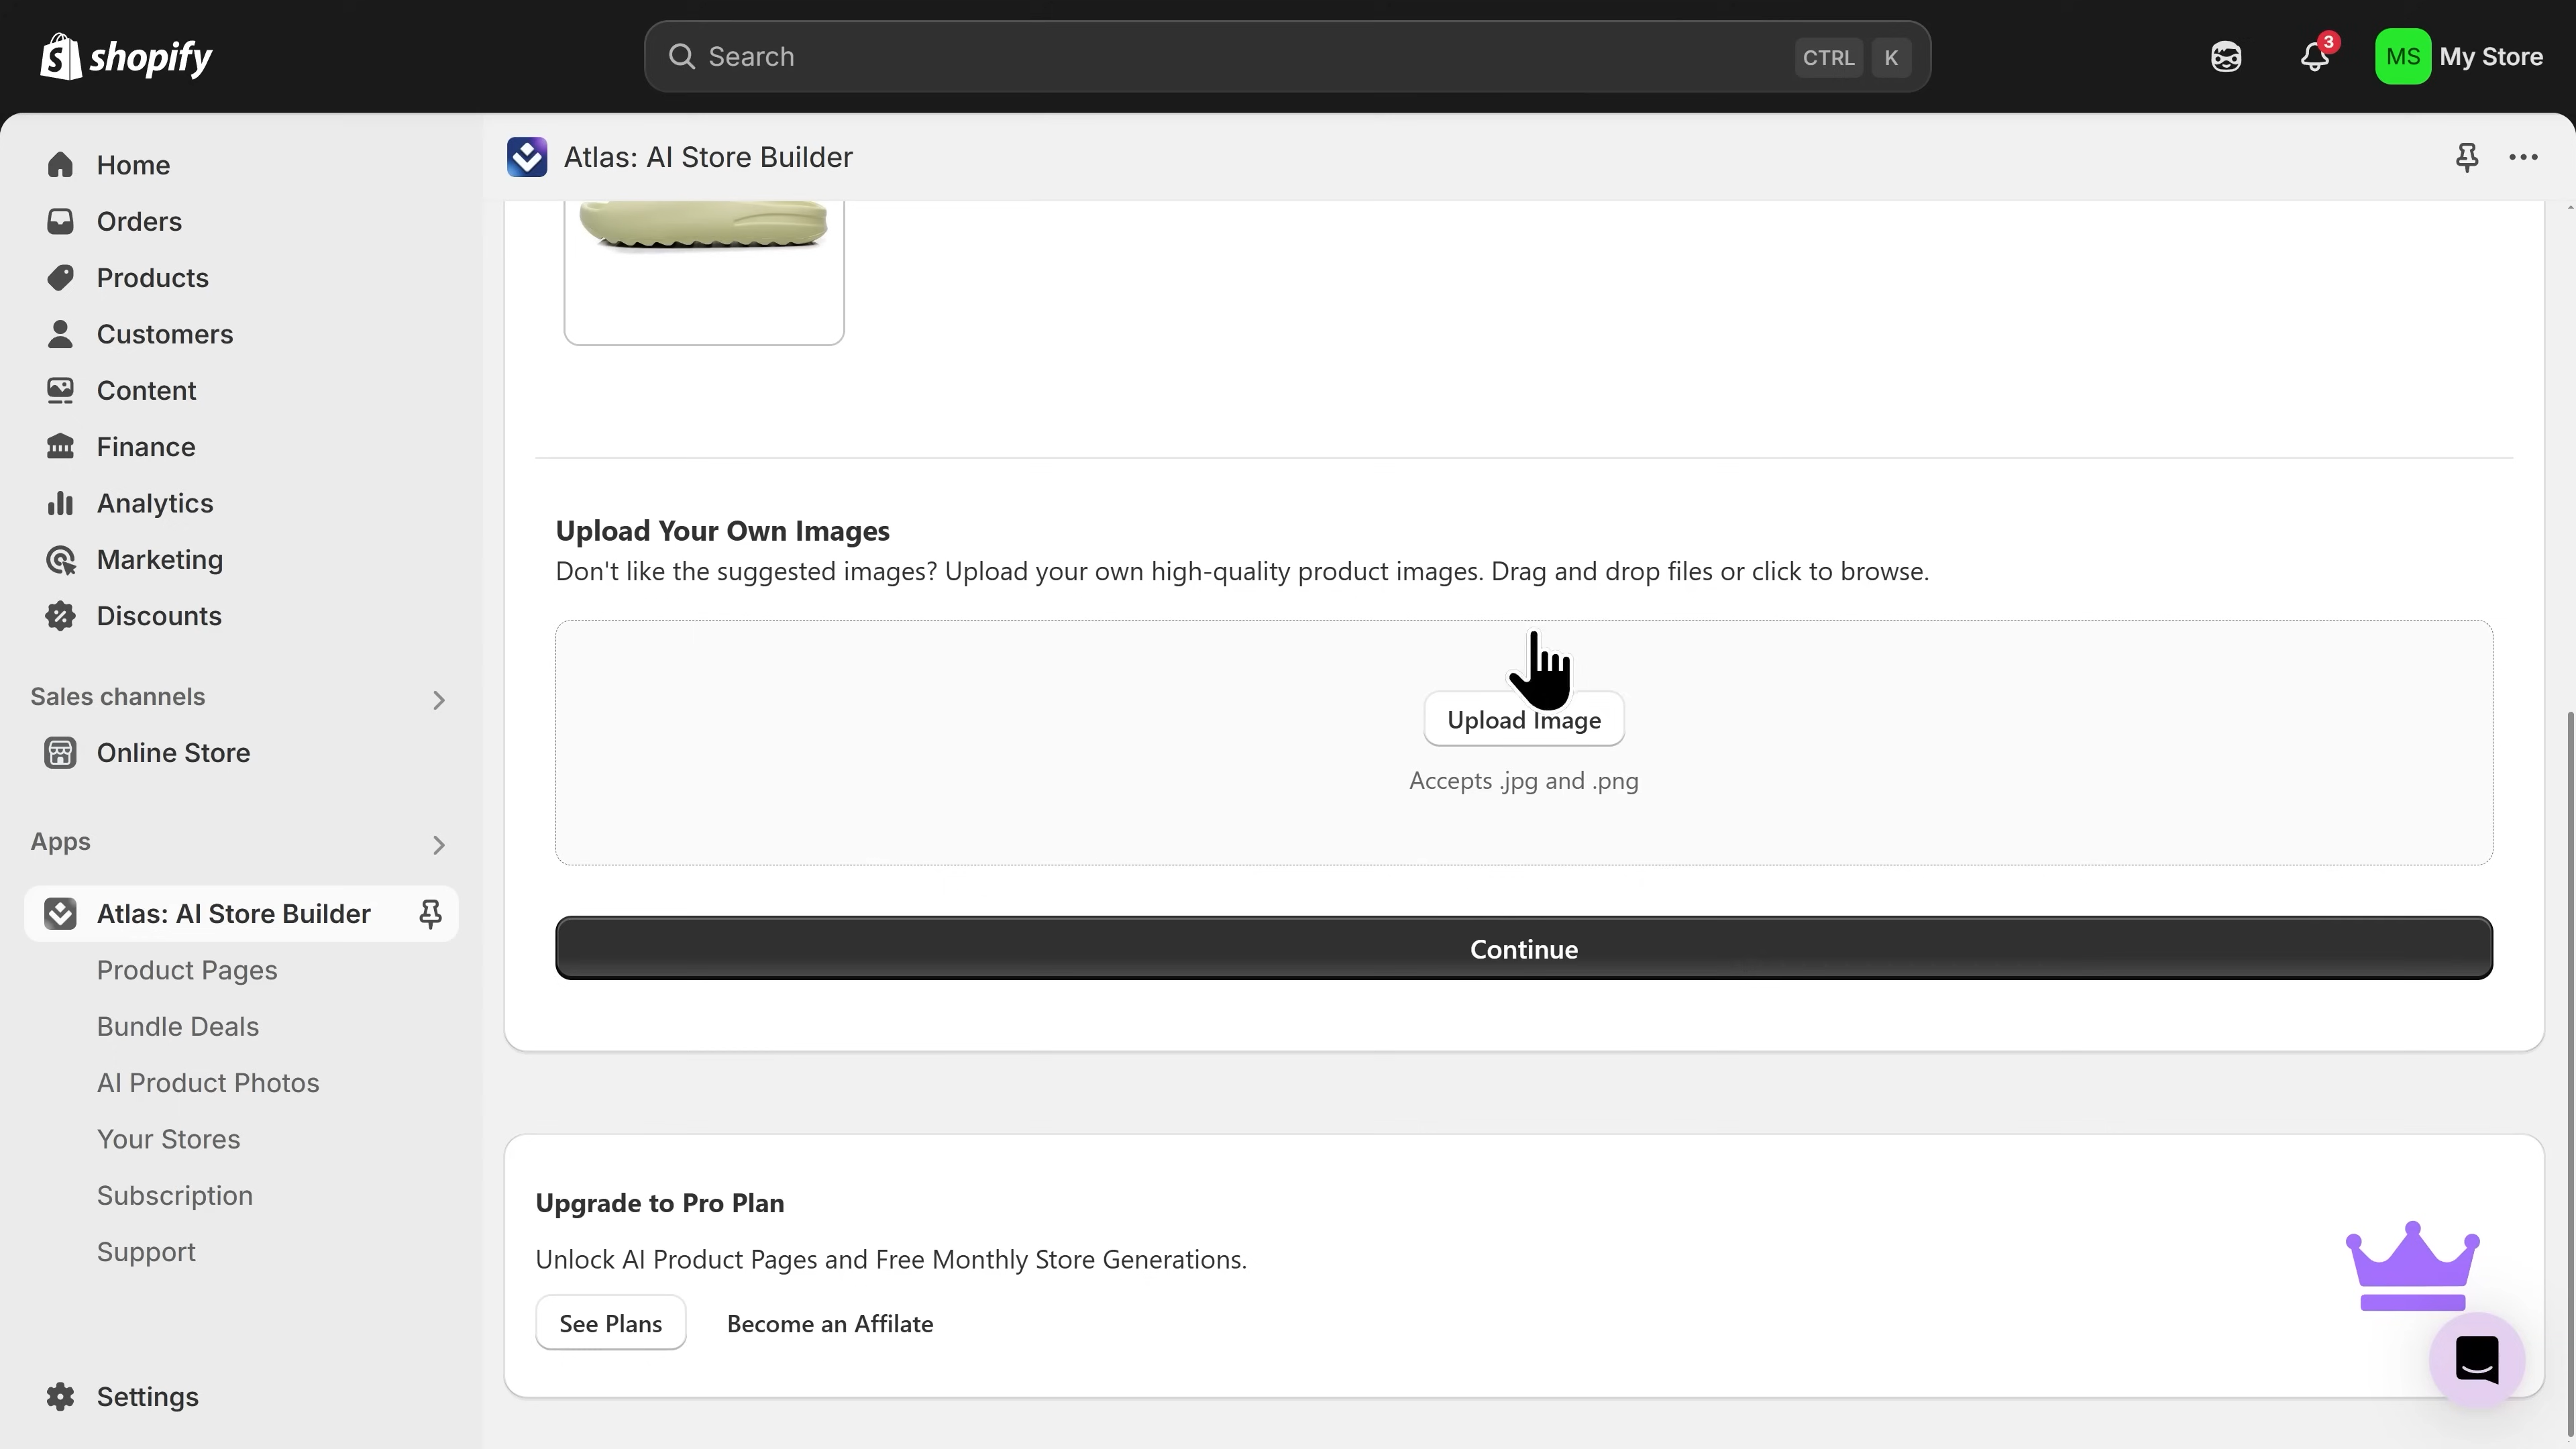 shopify
Search
CTRL K
3
MS
My Store
Home
Orders
Products
Customers
Content
Finance
Analytics
Marketing
Discounts
Sales channels
Online Store
Apps
Atlas: AI Store Builder
Product Pages
Bundle Deals
AI Product Photos
Your Stores
Subscription
Support
Settings
Atlas: AI Store Builder
Upload Your Own Images
Don't like the suggested images? Upload your own high-quality product images. Drag and drop files or click to browse.
Upload Image
Accepts .jpg and .png
Continue
Upgrade to Pro Plan
Unlock AI Product Pages and Free Monthly Store Generations.
See Plans
Become an Affilate